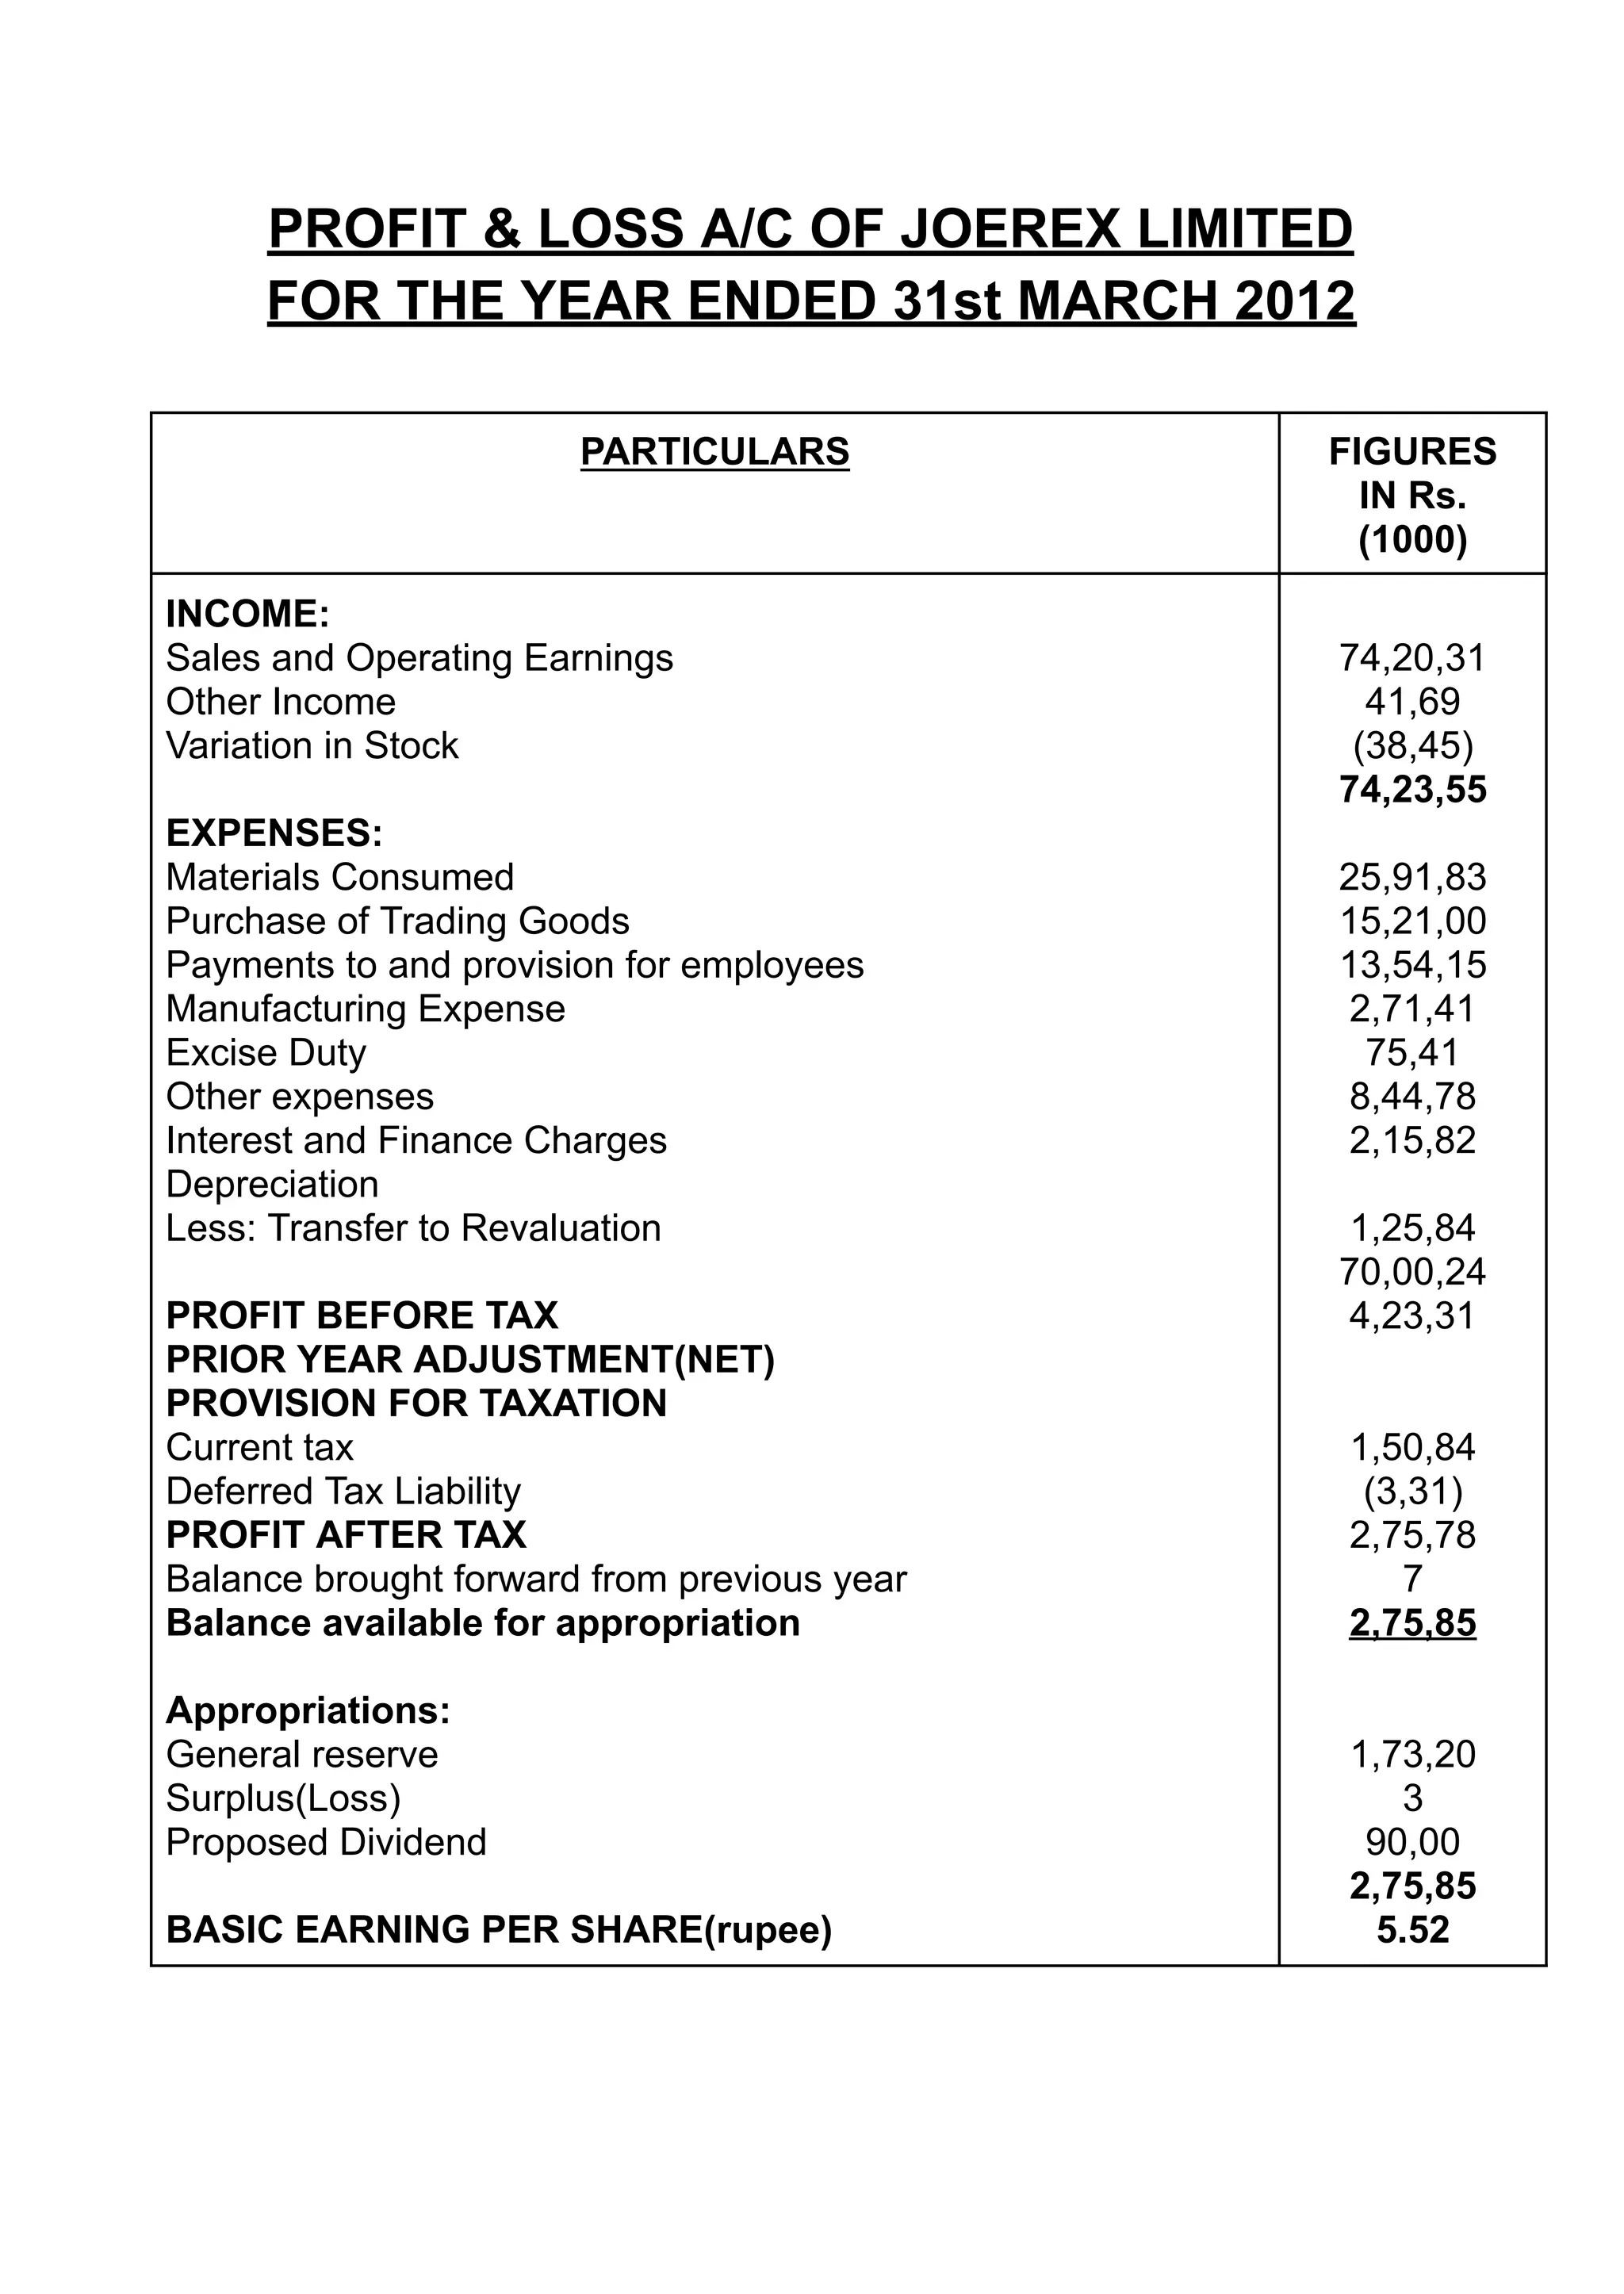 PROFIT & LOSS A/C OF JOEREX LIMITED
FOR THE YEAR ENDED 31st MARCH 2012
PARTICULARS
FIGURES
IN Rs.
(1000)
INCOME:
Sales and Operating Earnings 74,20,31
Other Income 41,69
Variation in Stock (38,45)
74,23,55
EXPENSES:
Materials Consumed 25,91,83
Purchase of Trading Goods 15,21,00
Payments to and provision for employees 13,54,15
Manufacturing Expense 2,71,41
Excise Duty 75,41
Other expenses 8,44,78
Interest and Finance Charges 2,15,82
Depreciation
Less: Transfer to Revaluation 1,25,84
70,00,24
PROFIT BEFORE TAX 4,23,31
PRIOR YEAR ADJUSTMENT(NET)
PROVISION FOR TAXATION
Current tax 1,50,84
Deferred Tax Liability (3,31)
PROFIT AFTER TAX 2,75,78
Balance brought forward from previous year 7
Balance available for appropriation 2,75,85
Appropriations:
General reserve 1,73,20
Surplus(Loss) 3
Proposed Dividend 90,00
2,75,85
BASIC EARNING PER SHARE(rupee) 5.52